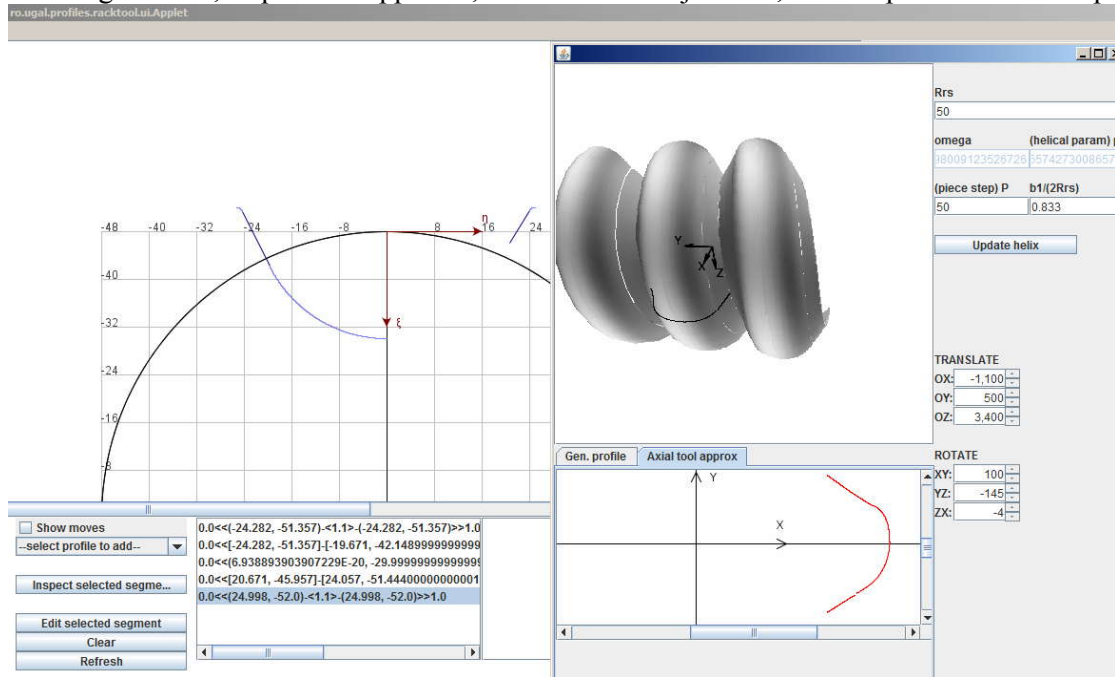 ro.ugal.profiles.racktool.ui.Applet
-48 -40 -32 -24 -16 -8 8 16 24
η
-40
-32
ξ
-24
-16
-8
Show moves
--select profile to add--
Inspect selected segme...
Edit selected segment
Clear
Refresh
0.0<<(-24.282, -51.357)-<1.1>-(-24.282, -51.357)>>1.0
0.0<<[-24.282, -51.357]-[-19.671, -42.1489999999999
0.0<<(6.938893903907229E-20, -29.9999999999999
0.0<<[20.671, -45.957]-[24.057, -51.44400000000001
0.0<<(24.998, -52.0)-<1.1>-(24.998, -52.0)>>1.0
Y
X
Z
Rrs
50
omega (helical param)
98009123526726 5574273008657
(piece step) P b1/(2Rrs)
50 0.833
Update helix
TRANSLATE
OX: -1,100
OY: 500
OZ: 3,400
ROTATE
XY: 100
YZ: -145
ZX: -4
Gen. profile Axial tool approx
Y
X